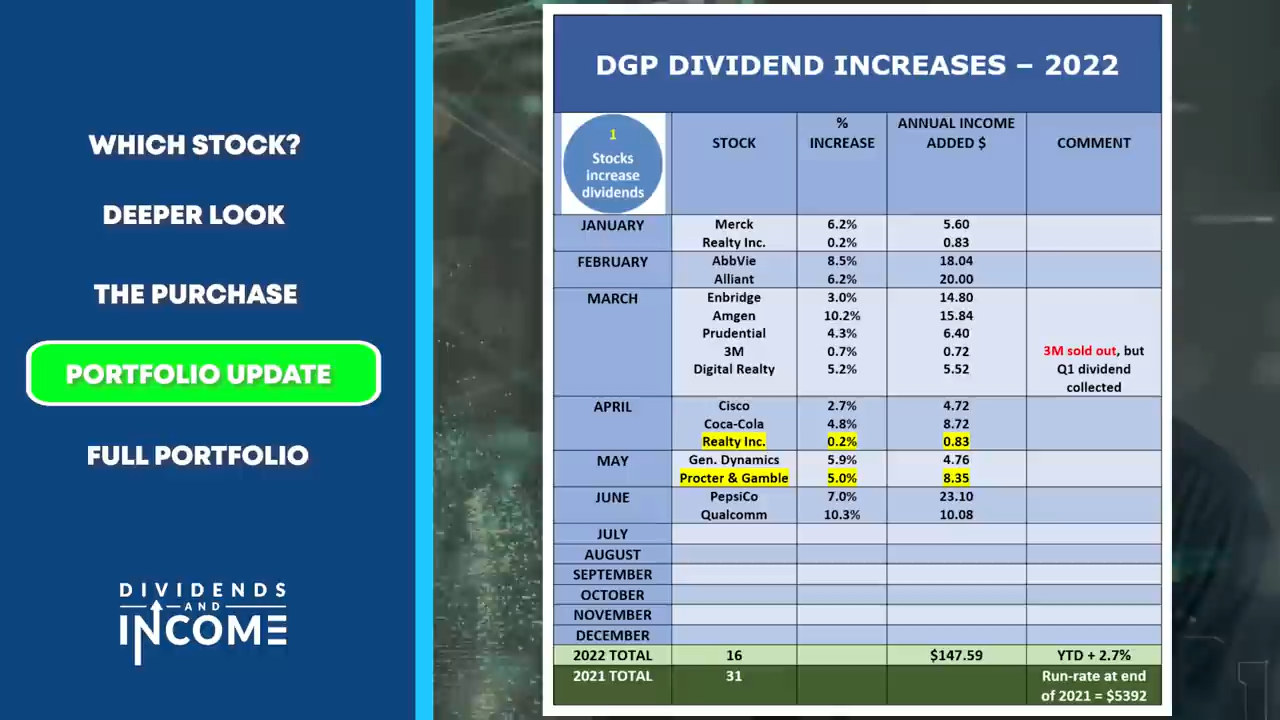 WHICH STOCK?
DEEPER LOOK
THE PURCHASE
PORTFOLIO UPDATE
FULL PORTFOLIO
DIVIDENDS
AND
INCOME
DGP DIVIDEND INCREASES – 2022
1
Stocks
increase
dividends
STOCK
%
INCREASE
ANNUAL INCOME
ADDED $
COMMENT
JANUARY Merck 6.2% 5.60
Realty Inc. 0.2% 0.83
FEBRUARY AbbVie 8.5% 18.04
Alliant 6.2% 20.00
MARCH Enbridge 3.0% 14.80
Amgen 10.2% 15.84
Prudential 4.3% 6.40
3M 0.7% 0.72 3M sold out, but
Digital Realty 5.2% 5.52 Q1 dividend
collected
APRIL Cisco 2.7% 4.72
Coca-Cola 4.8% 8.72
Realty Inc. 0.2% 0.83
MAY Gen. Dynamics 5.9% 4.76
Procter & Gamble 5.0% 8.35
JUNE PepsiCo 7.0% 23.10
Qualcomm 10.3% 10.08
JULY
AUGUST
SEPTEMBER
OCTOBER
NOVEMBER
DECEMBER
2022 TOTAL 16 $147.59 YTD + 2.7%
2021 TOTAL 31 Run-rate at end
of 2021 = $5392